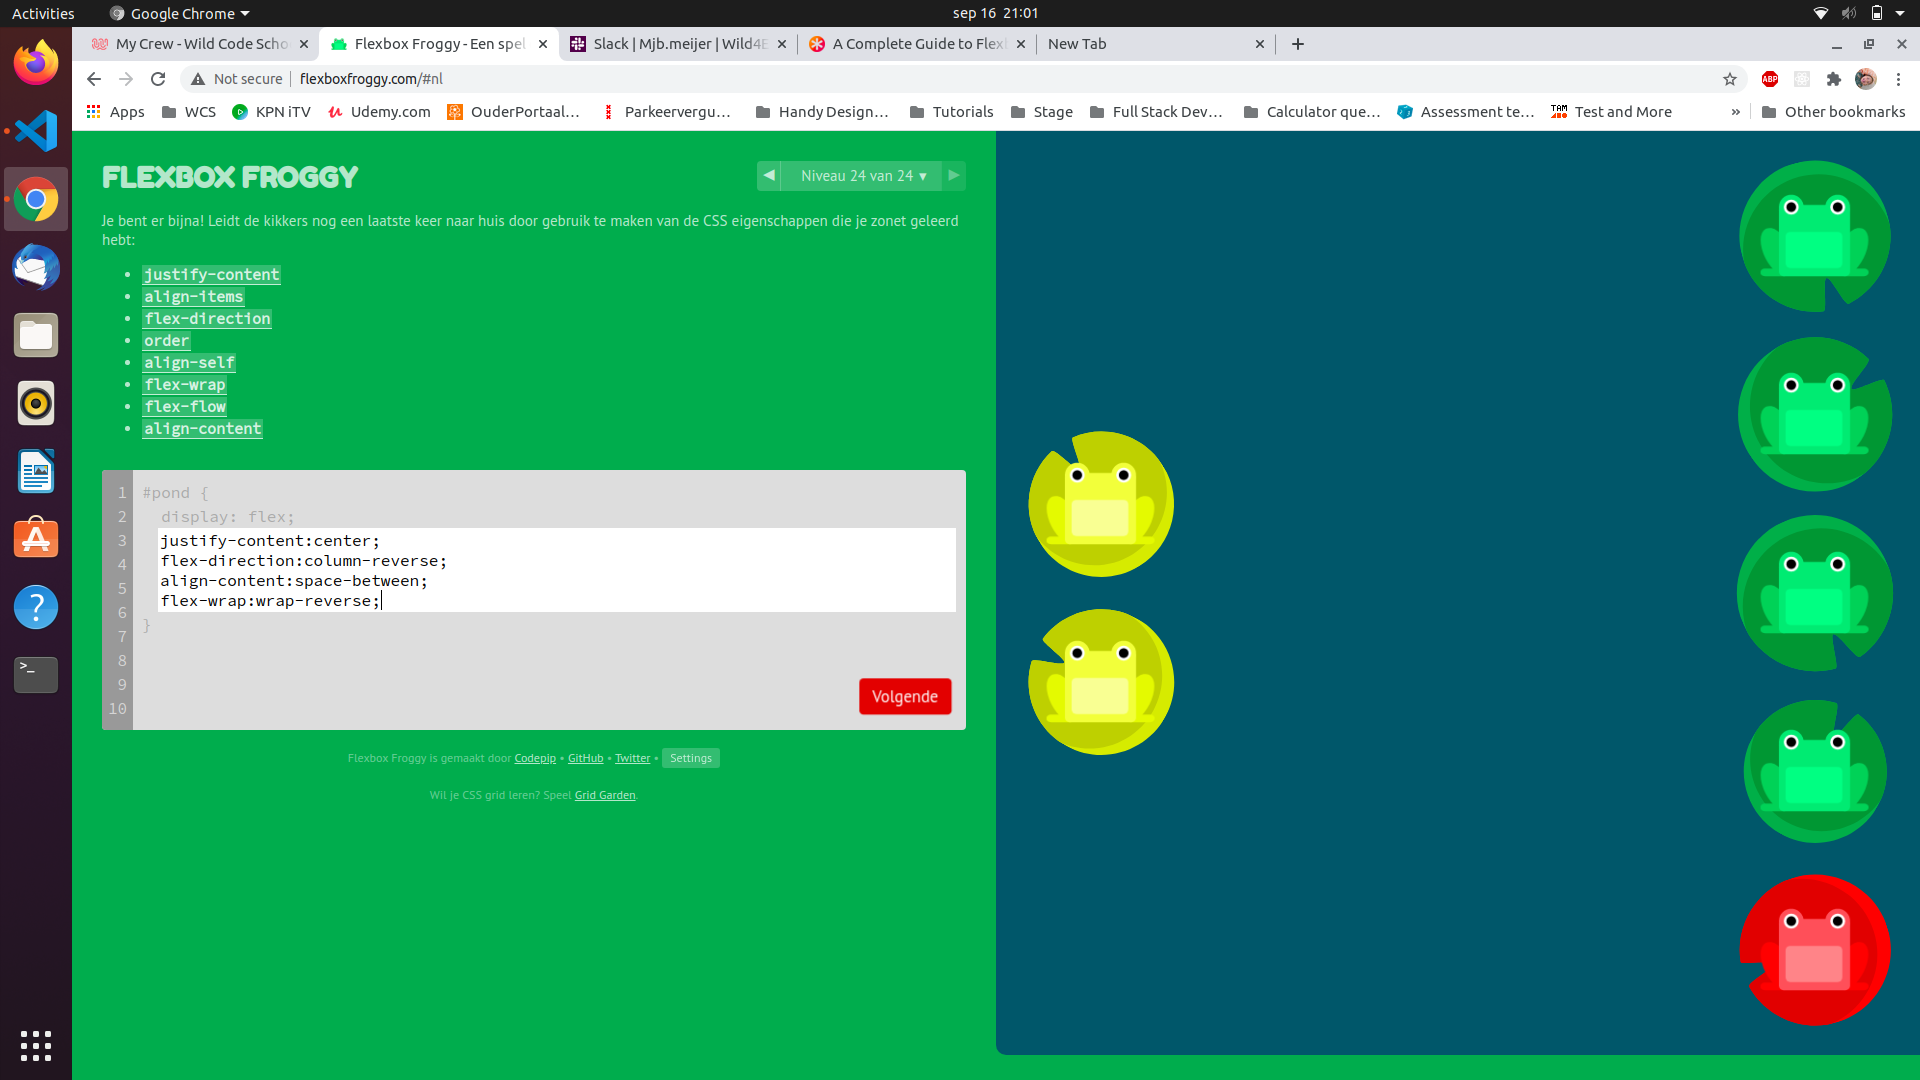 Activities
Google Chrome
sep 16 21:01
My Crew - Wild Code Scho
Flexbox Froggy - Een spel
Slack | Mjb.meijer | Wild4E
A Complete Guide to Flex
New Tab
Not secure
flexboxfroggy.com/#nl
ABP
Apps
WCS
KPN iTV
Udemy.com
OuderPortaal...
Parkeervergu...
Handy Design...
Tutorials
Stage
Full Stack Dev...
Calculator que...
Assessment te...
TAM
Test and More
»
Other bookmarks
FLEXBOX FROGGY
Niveau 24 van 24 ▾
Je bent er bijna! Leidt de kikkers nog een laatste keer naar huis door gebruik te maken van de CSS eigenschappen die je zonet geleerd
hebt:
• justify-content
• align-items
• flex-direction
• order
• align-self
• flex-wrap
• flex-flow
• align-content
1
2
3
4
5
6
7
8
9
10
#pond {
display: flex;
justify-content:center;
flex-direction:column-reverse;
align-content:space-between;
flex-wrap:wrap-reverse;
}
Volgende
Flexbox Froggy is gemaakt door Codepip • GitHub • Twitter • Settings
Wil je CSS grid leren? Speel Grid Garden.